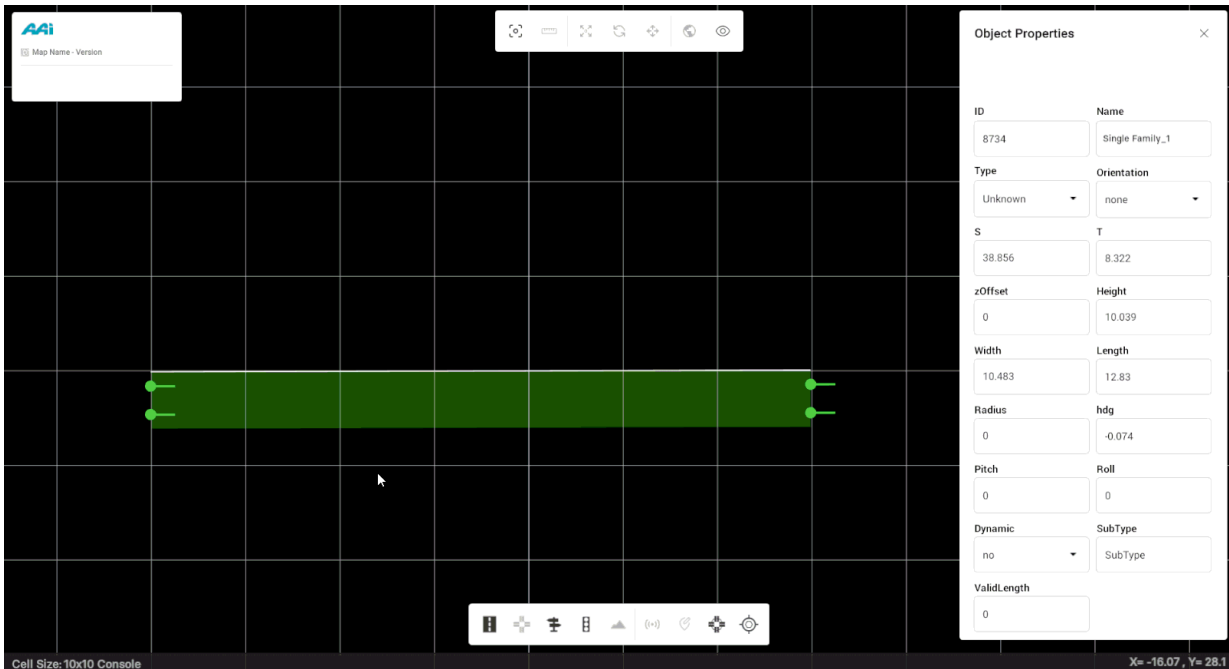 AAi
Map Name - Version
Object Properties
ID
Name
8734
Single Family_1
Type
Orientation
Unknown
none
S
T
38.856
8.322
zOffset
Height
0
10.039
Width
Length
10.483
12.83
Radius
hdg
0
-0.074
Pitch
Roll
0
0
Dynamic
SubType
no
SubType
ValidLength
0
Cell Size: 10x10 Console
X= -16.07 , Y= 28.1